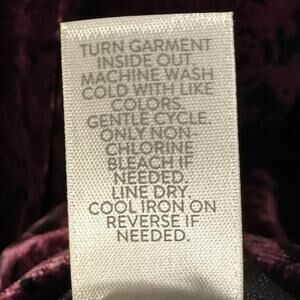 TURN GARMENT
INSIDE OUT.
MACHINE WASH
COLD WITH LIKE
COLORS.
GENTLE CYCLE.
ONLY NON-
CHLORINE
BLEACH IF
NEEDED.
LINE DRY.
COOL IRON ON
REVERSE IF
NEEDED.